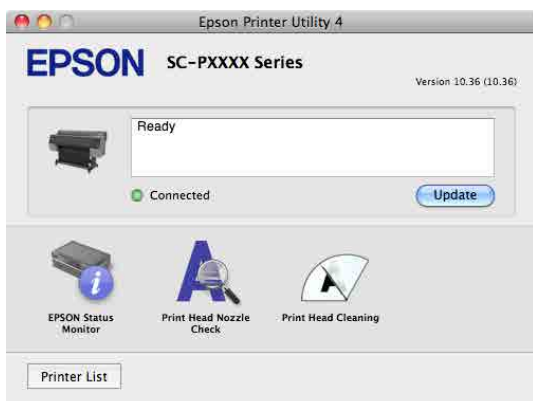 Epson Printer Utility 4
EPSON SC-PXXXX Series
Version 10.36 (10.36)
Ready
Connected
Update
EPSON Status
Monitor
Print Head Nozzle
Check
Print Head Cleaning
Printer List